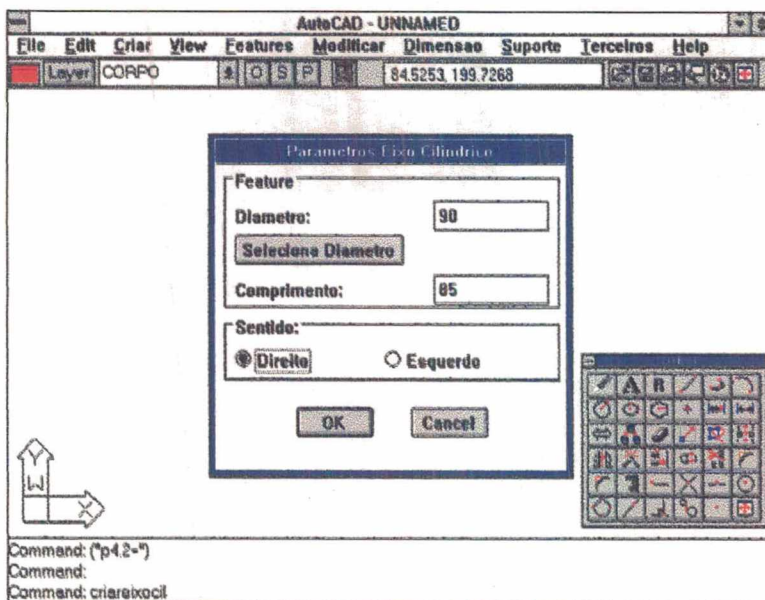 AutoCAD - UNNAMED
File Edit Criar View Features Modificar Dimensao Suporte Terceiros Help
Layer CORPO O S P 84.5253, 199.7268
Parametros Eixo Cilindrico
Feature
Diametro: 90
Seleciona Diametro
Comprimento: 85
Sentido:
Direito Esquerdo
OK Cancel
A R
Y
W
X
Command: ("p4.2=")
Command:
Command: criareixocil